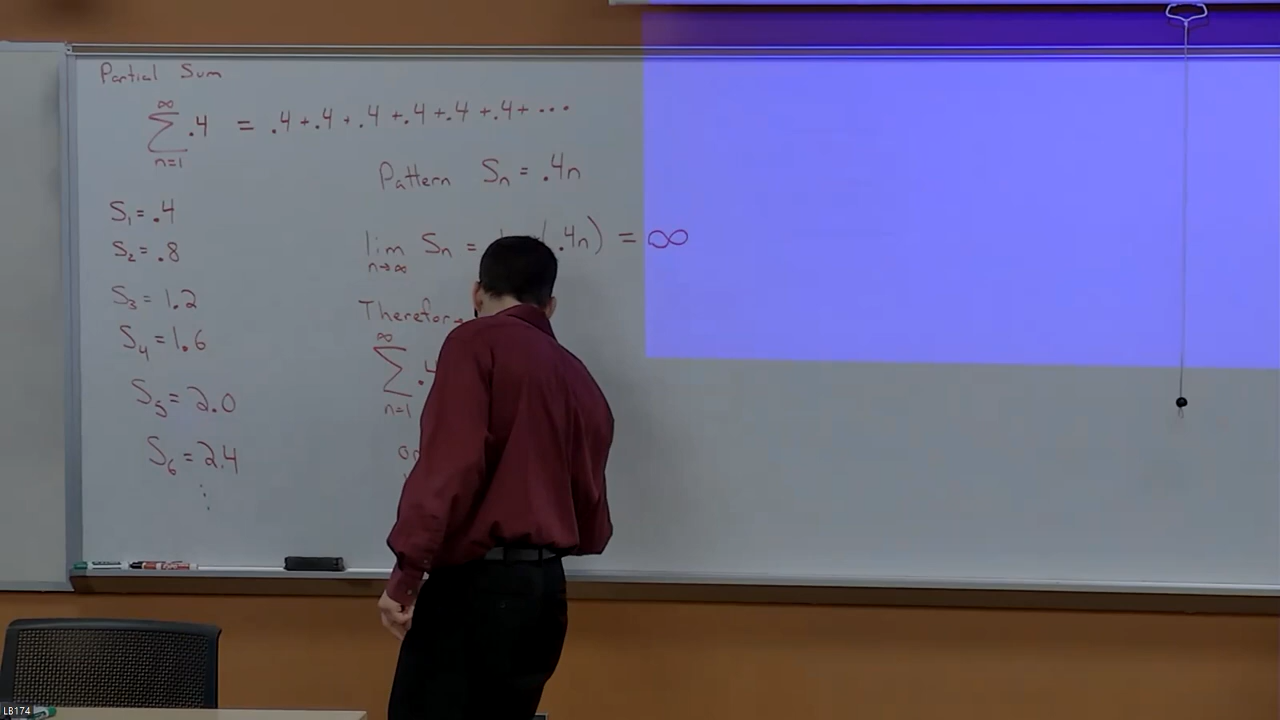 Partial Sum
∞
Σ .4 = .4 + .4 + .4 + .4 + .4 + .4 + ...
n=1
Pattern Sn = .4n
S1 = .4
S2 = .8
S3 = 1.2
S4 = 1.6
S5 = 2.0
S6 = 2.4
⋮
lim Sn = (.4n) = ∞
n→∞
∞
Σ .4
n=1
LB174